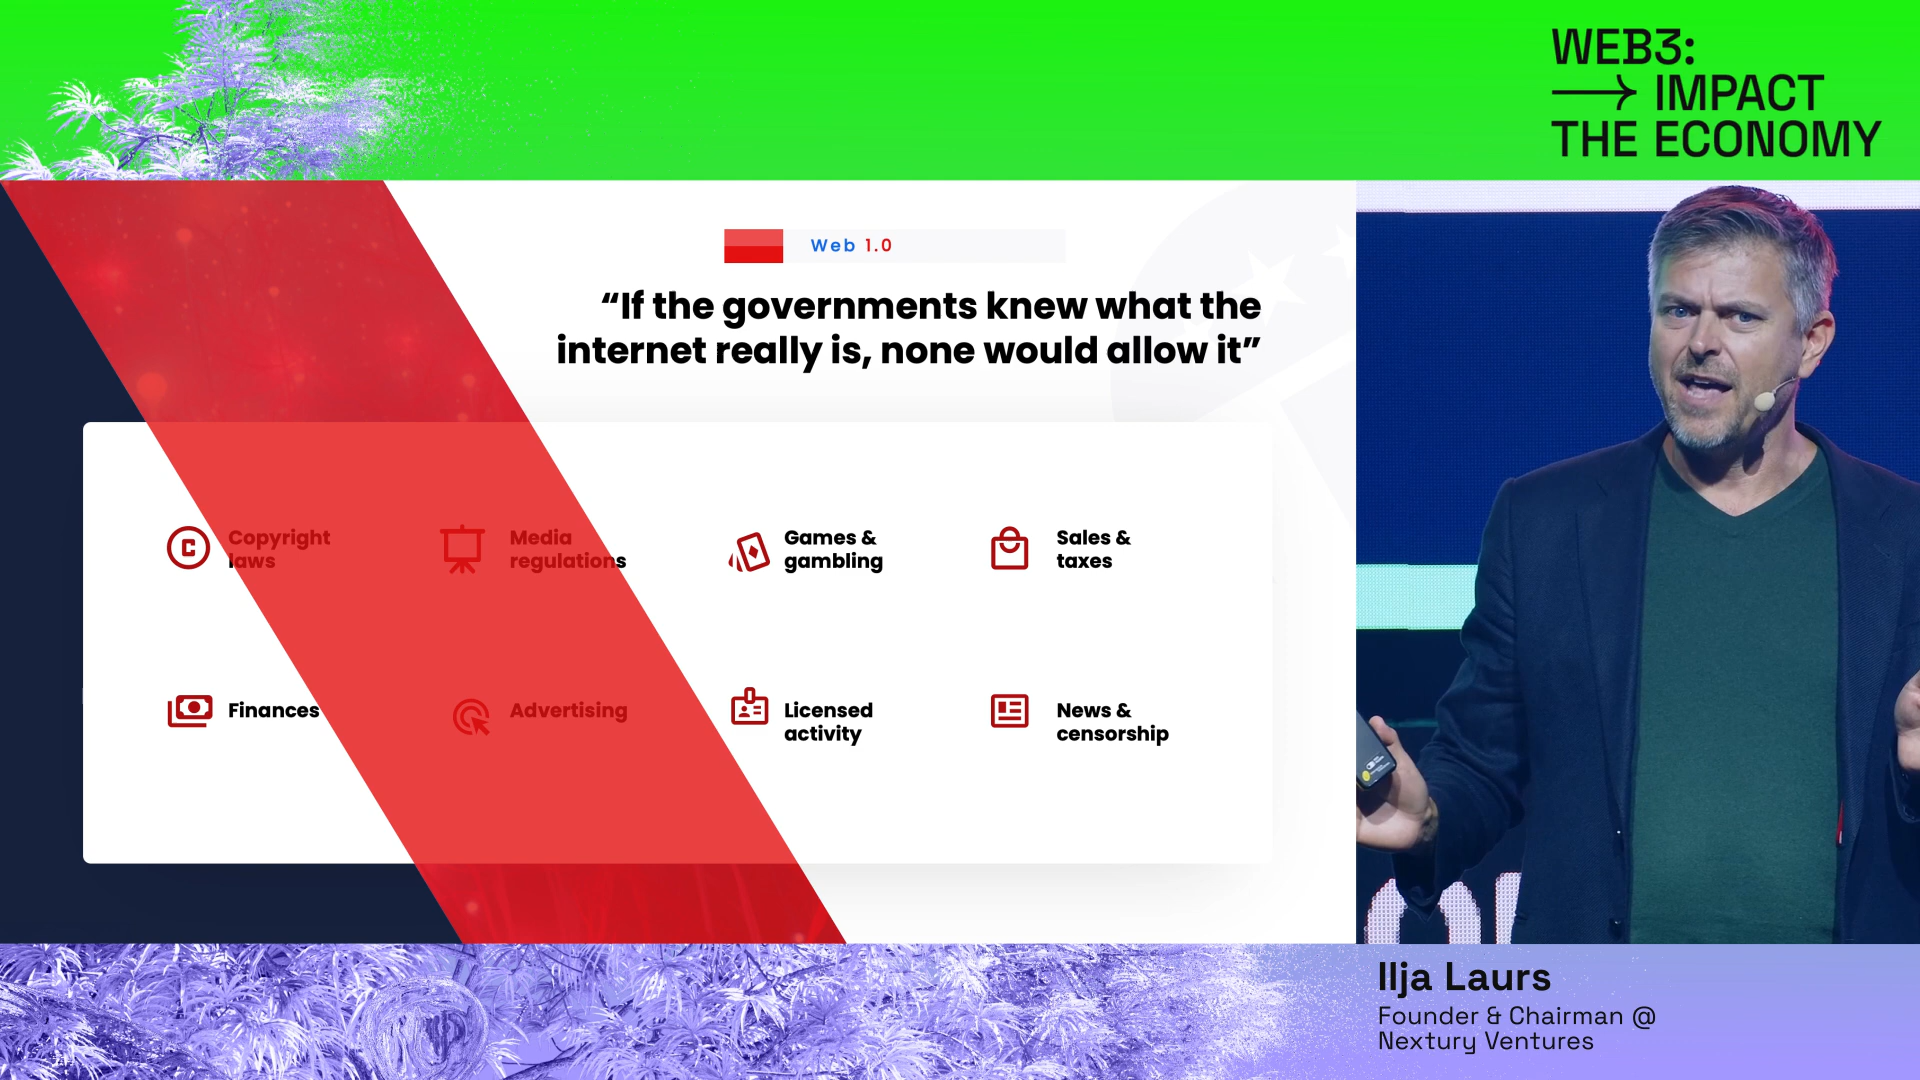 WEB3:
→ IMPACT
THE ECONOMY
Web 1.0
“If the governments knew what the
internet really is, none would allow it”
Copyright
laws
Media
regulations
Games &
gambling
Sales &
taxes
Finances
Advertising
Licensed
activity
News &
censorship
Ilja Laurs
Founder & Chairman @
Nextury Ventures